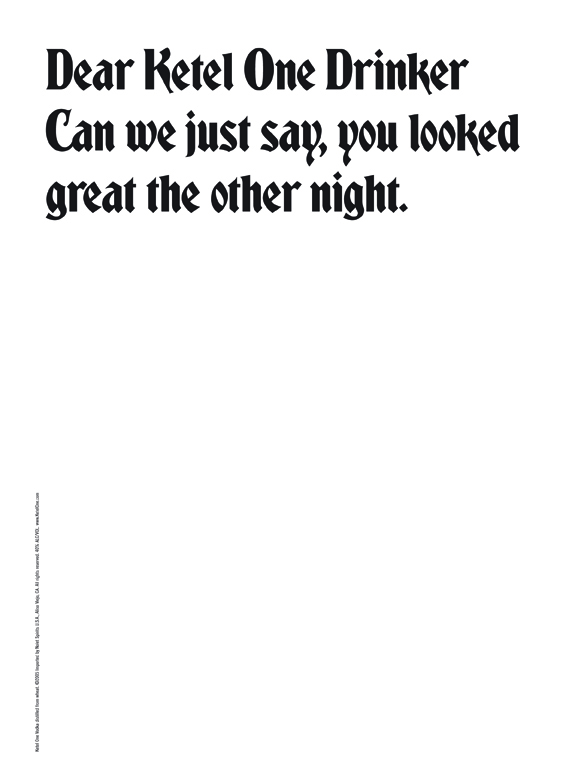 Dear Ketel One Drinker
Can we just say, you looked
great the other night.
Ketel One Vodka distilled from wheat. ©2005 Imported by Nolet Spirits U.S.A., Aliso Viejo, CA. All rights reserved. 40% ALC/VOL. www.KetelOne.com